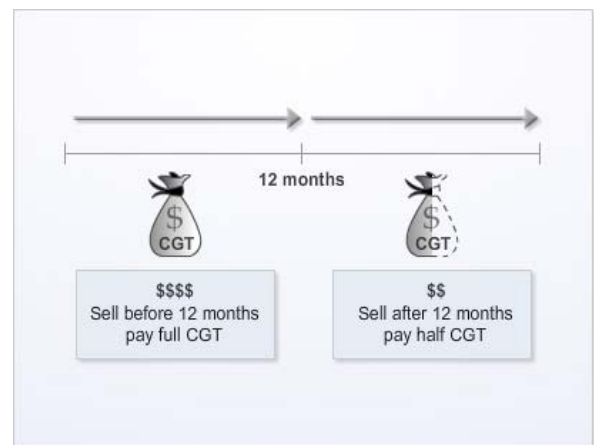 12 months
$
CGT
$
CGT
$$$$
Sell before 12 months
pay full CGT
$$
Sell after 12 months
pay half CGT